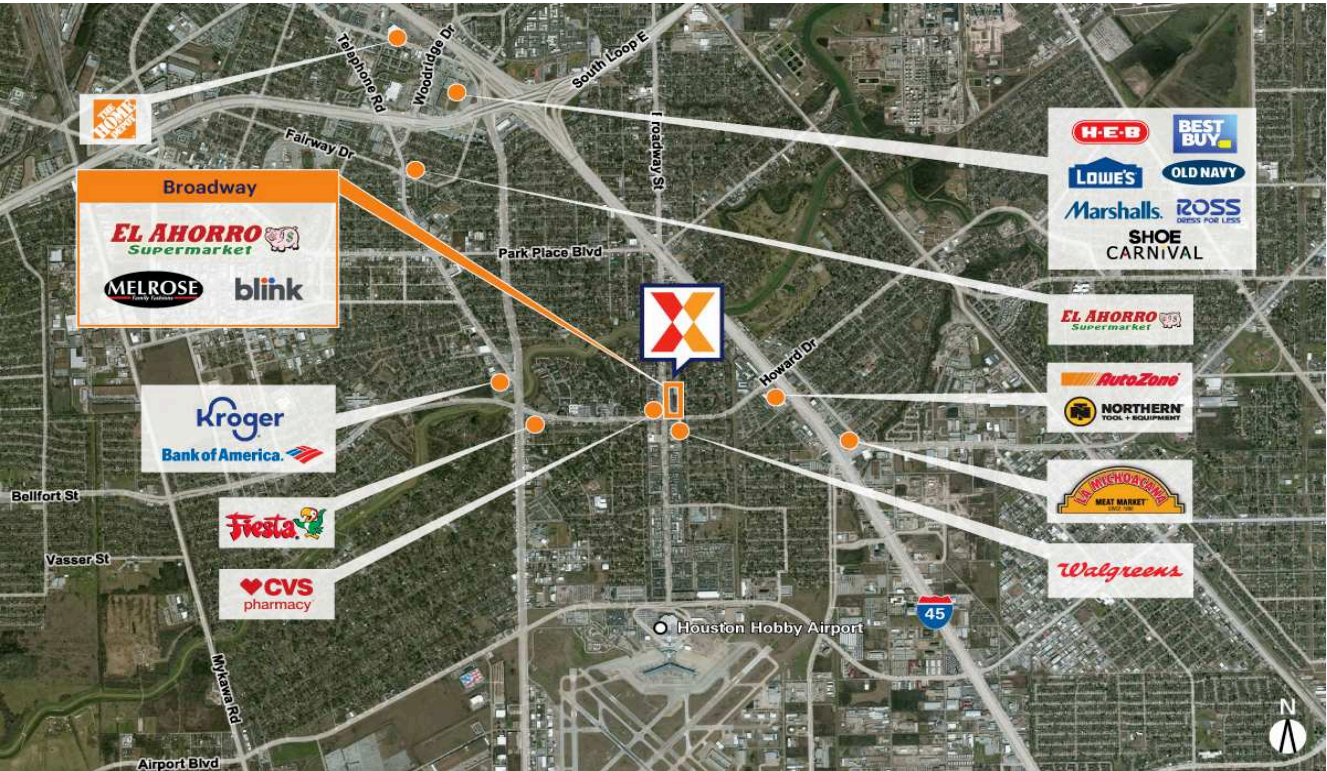 Telephone Rd
Woodridge Dr
South Loop E
THE HOME DEPOT
Fairway Dr
roadway St
H-E-B
BEST BUY
LOWE'S
OLD NAVY
Marshalls.
ROSS
DRESS FOR LESS
SHOE CARNIVAL
Broadway
EL AHORRO
Supermarket
MELROSE
Family Fashions
blink
Park Place Blvd
EL AHORRO
Supermarket
Howard Dr
AutoZone
NORTHERN
TOOL + EQUIPMENT
Kroger
Bank of America.
LA MICHOACANA
MEAT MARKET
Bellfort St
Fiesta
Vasser St
CVS
pharmacy
Walgreens
45
Houston Hobby Airport
Mykawa Rd
Airport Blvd
N